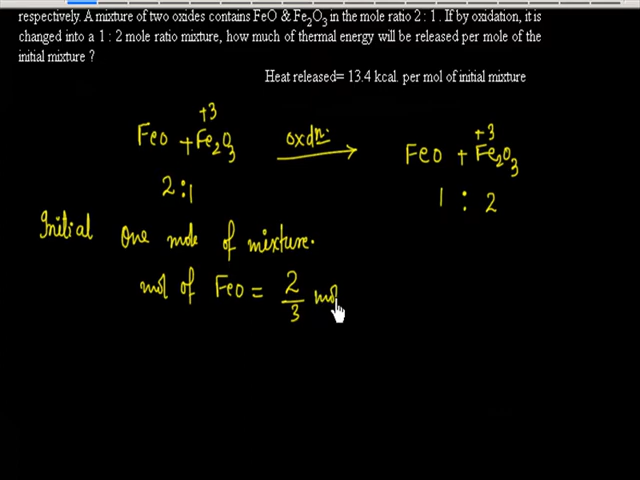 respectively. A mixture of two oxides contains FeO & Fe₂O₃ in the mole ratio 2 : 1. If by oxidation, it is
changed into a 1 : 2 mole ratio mixture, how much of thermal energy will be released per mole of the
initial mixture ?
Heat released= 13.4 kcal. per mol of initial mixture
+3 +3
FeO + Fe₂O₃ oxdⁿ. → FeO + Fe₂O₃
2 : 1 1 : 2
Initial One mole of mixture.
mol of FeO = 2/3 mol